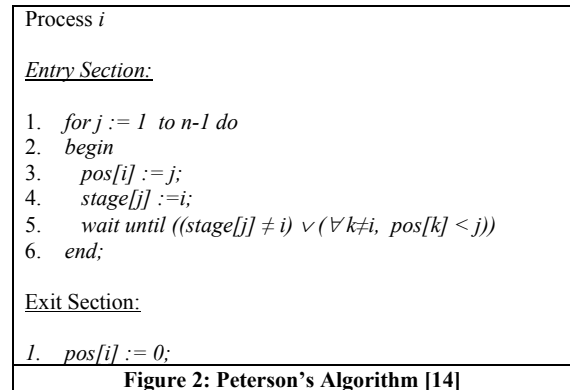 Process i
Entry Section:
1. for j := 1 to n-1 do
2. begin
3. pos[i] := j;
4. stage[j] :=i;
5. wait until ((stage[j] ≠ i) ∨ (∀ k≠i, pos[k] < j))
6. end;
Exit Section:
1. pos[i] := 0;
Figure 2: Peterson's Algorithm [14]